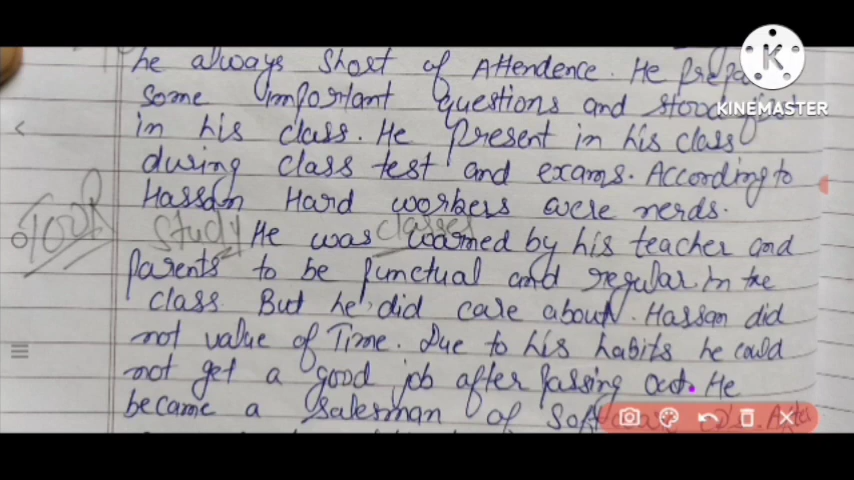 he always short of Attendence. He
some important questions and stood
in his class. He present in his class
during class test and exams. According to
Hassan Hard workers were nerds.
Study classes
He was warned by his teacher and
parents to be punctual and regular in the
class. But he did care about. Hassan did
not value of Time. Due to his habits he could
not get a good job after passing out. He
became a salesman of
KINEMASTER